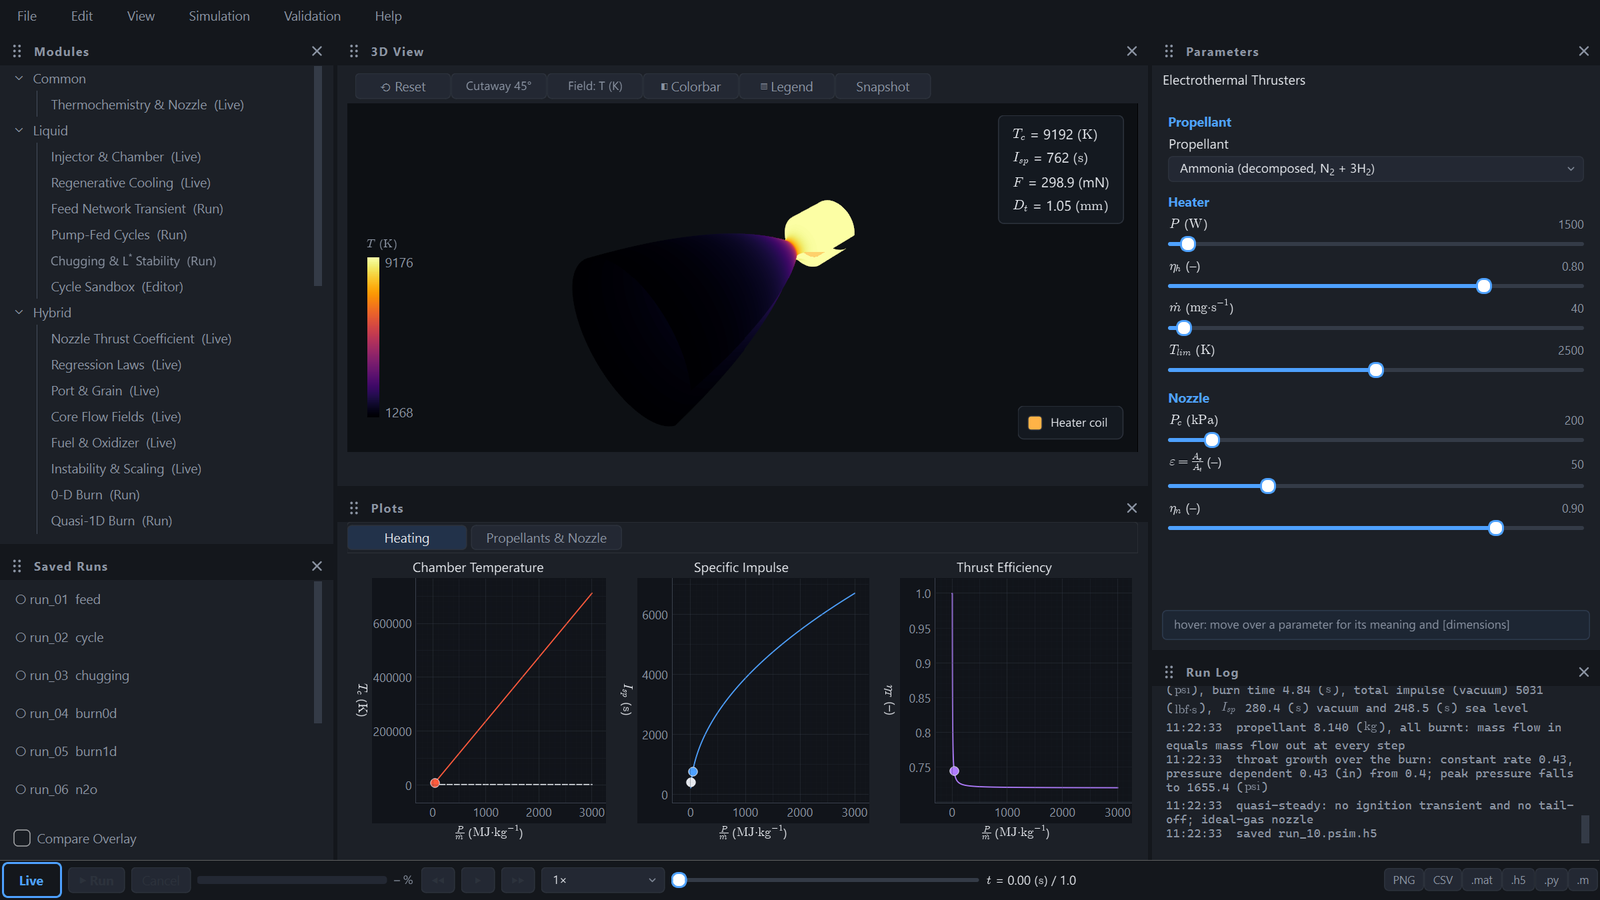 File Edit View Simulation Validation Help
Modules
Common
Thermochemistry & Nozzle (Live)
Liquid
Injector & Chamber (Live)
Regenerative Cooling (Live)
Feed Network Transient (Run)
Pump-Fed Cycles (Run)
Chugging & L* Stability (Run)
Cycle Sandbox (Editor)
Hybrid
Nozzle Thrust Coefficient (Live)
Regression Laws (Live)
Port & Grain (Live)
Core Flow Fields (Live)
Fuel & Oxidizer (Live)
Instability & Scaling (Live)
0-D Burn (Run)
Quasi-1D Burn (Run)
Saved Runs
run_01 feed
run_02 cycle
run_03 chugging
run_04 burn0d
run_05 burn1d
run_06 n2o
Compare Overlay
3D View
Reset Cutaway 45° Field: T (K) Colorbar Legend Snapshot
T_c = 9192 (K)
I_sp = 762 (s)
F = 298.9 (mN)
D_t = 1.05 (mm)
T (K)
9176
1268
Heater coil
Plots
Heating Propellants & Nozzle
Chamber Temperature
T_c (K)
600000
400000
200000
0
0 1000 2000 3000
P/ṁ (MJ·kg⁻¹)
Specific Impulse
I_sp (s)
6000
4000
2000
0
0 1000 2000 3000
P/ṁ (MJ·kg⁻¹)
Thrust Efficiency
η_T (–)
1.0
0.95
0.9
0.85
0.8
0.75
0 1000 2000 3000
P/ṁ (MJ·kg⁻¹)
Parameters
Electrothermal Thrusters
Propellant
Propellant
Ammonia (decomposed, N₂ + 3H₂)
Heater
P (W) 1500
η_h (–) 0.80
ṁ (mg·s⁻¹) 40
T_lim (K) 2500
Nozzle
P_c (kPa) 200
ε = A_e/A_t (–) 50
η_n (–) 0.90
hover: move over a parameter for its meaning and [dimensions]
Run Log
(psi), burn time 4.84 (s), total impulse (vacuum) 5031
(lbf·s), I_sp 280.4 (s) vacuum and 248.5 (s) sea level
11:22:33 propellant 8.140 (kg), all burnt: mass flow in
equals mass flow out at every step
11:22:33 throat growth over the burn: constant rate 0.43,
pressure dependent 0.43 (in) from 0.4; peak pressure falls
to 1655.4 (psi)
11:22:33 quasi-steady: no ignition transient and no tail-
off; ideal-gas nozzle
11:22:33 saved run_10.psim.h5
Live Run Cancel – % 1× t = 0.00 (s) / 1.0 PNG CSV .mat .h5 .py .m